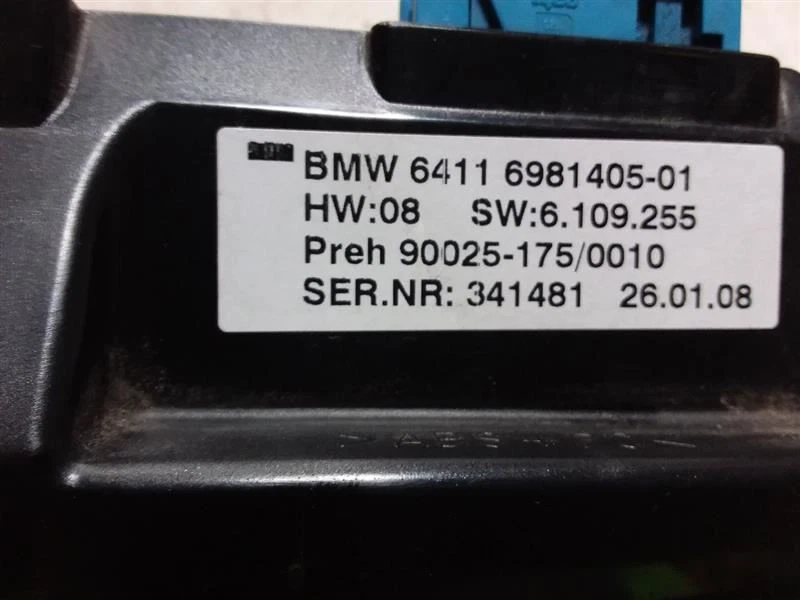 BMW 6411 6981405-01
HW:08 SW:6.109.255
Preh 90025-175/0010
SER.NR: 341481 26.01.08